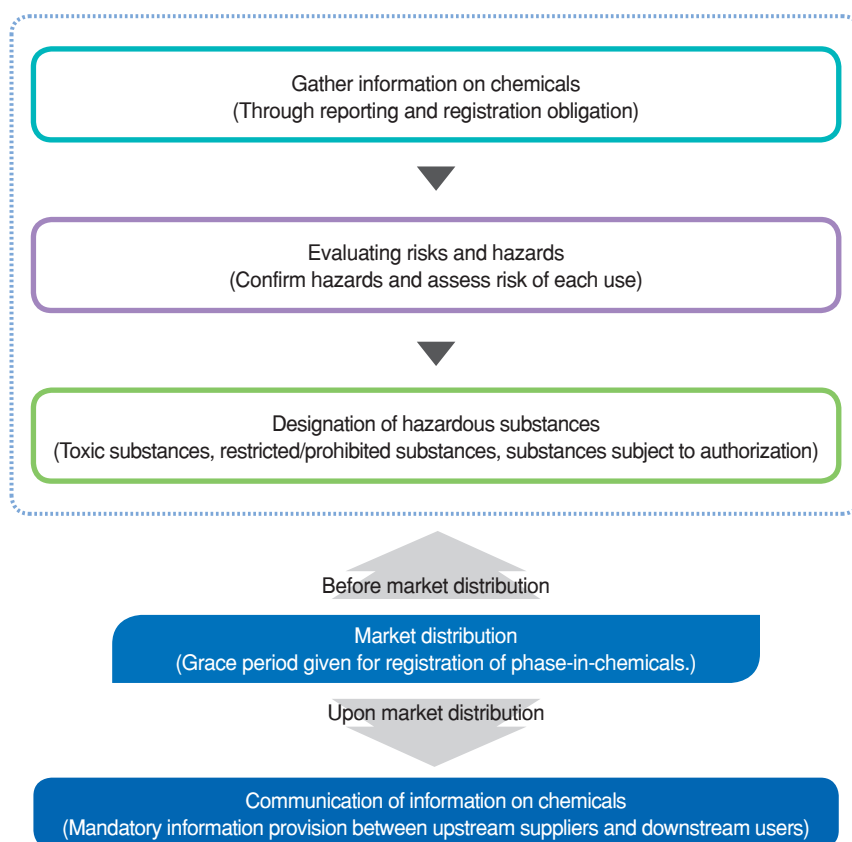 Gather information on chemicals
(Through reporting and registration obligation)
Evaluating risks and hazards
(Confirm hazards and assess risk of each use)
Designation of hazardous substances
(Toxic substances, restricted/prohibited substances, substances subject to authorization)
Before market distribution
Market distribution
(Grace period given for registration of phase-in-chemicals.)
Upon market distribution
Communication of information on chemicals
(Mandatory information provision between upstream suppliers and downstream users)